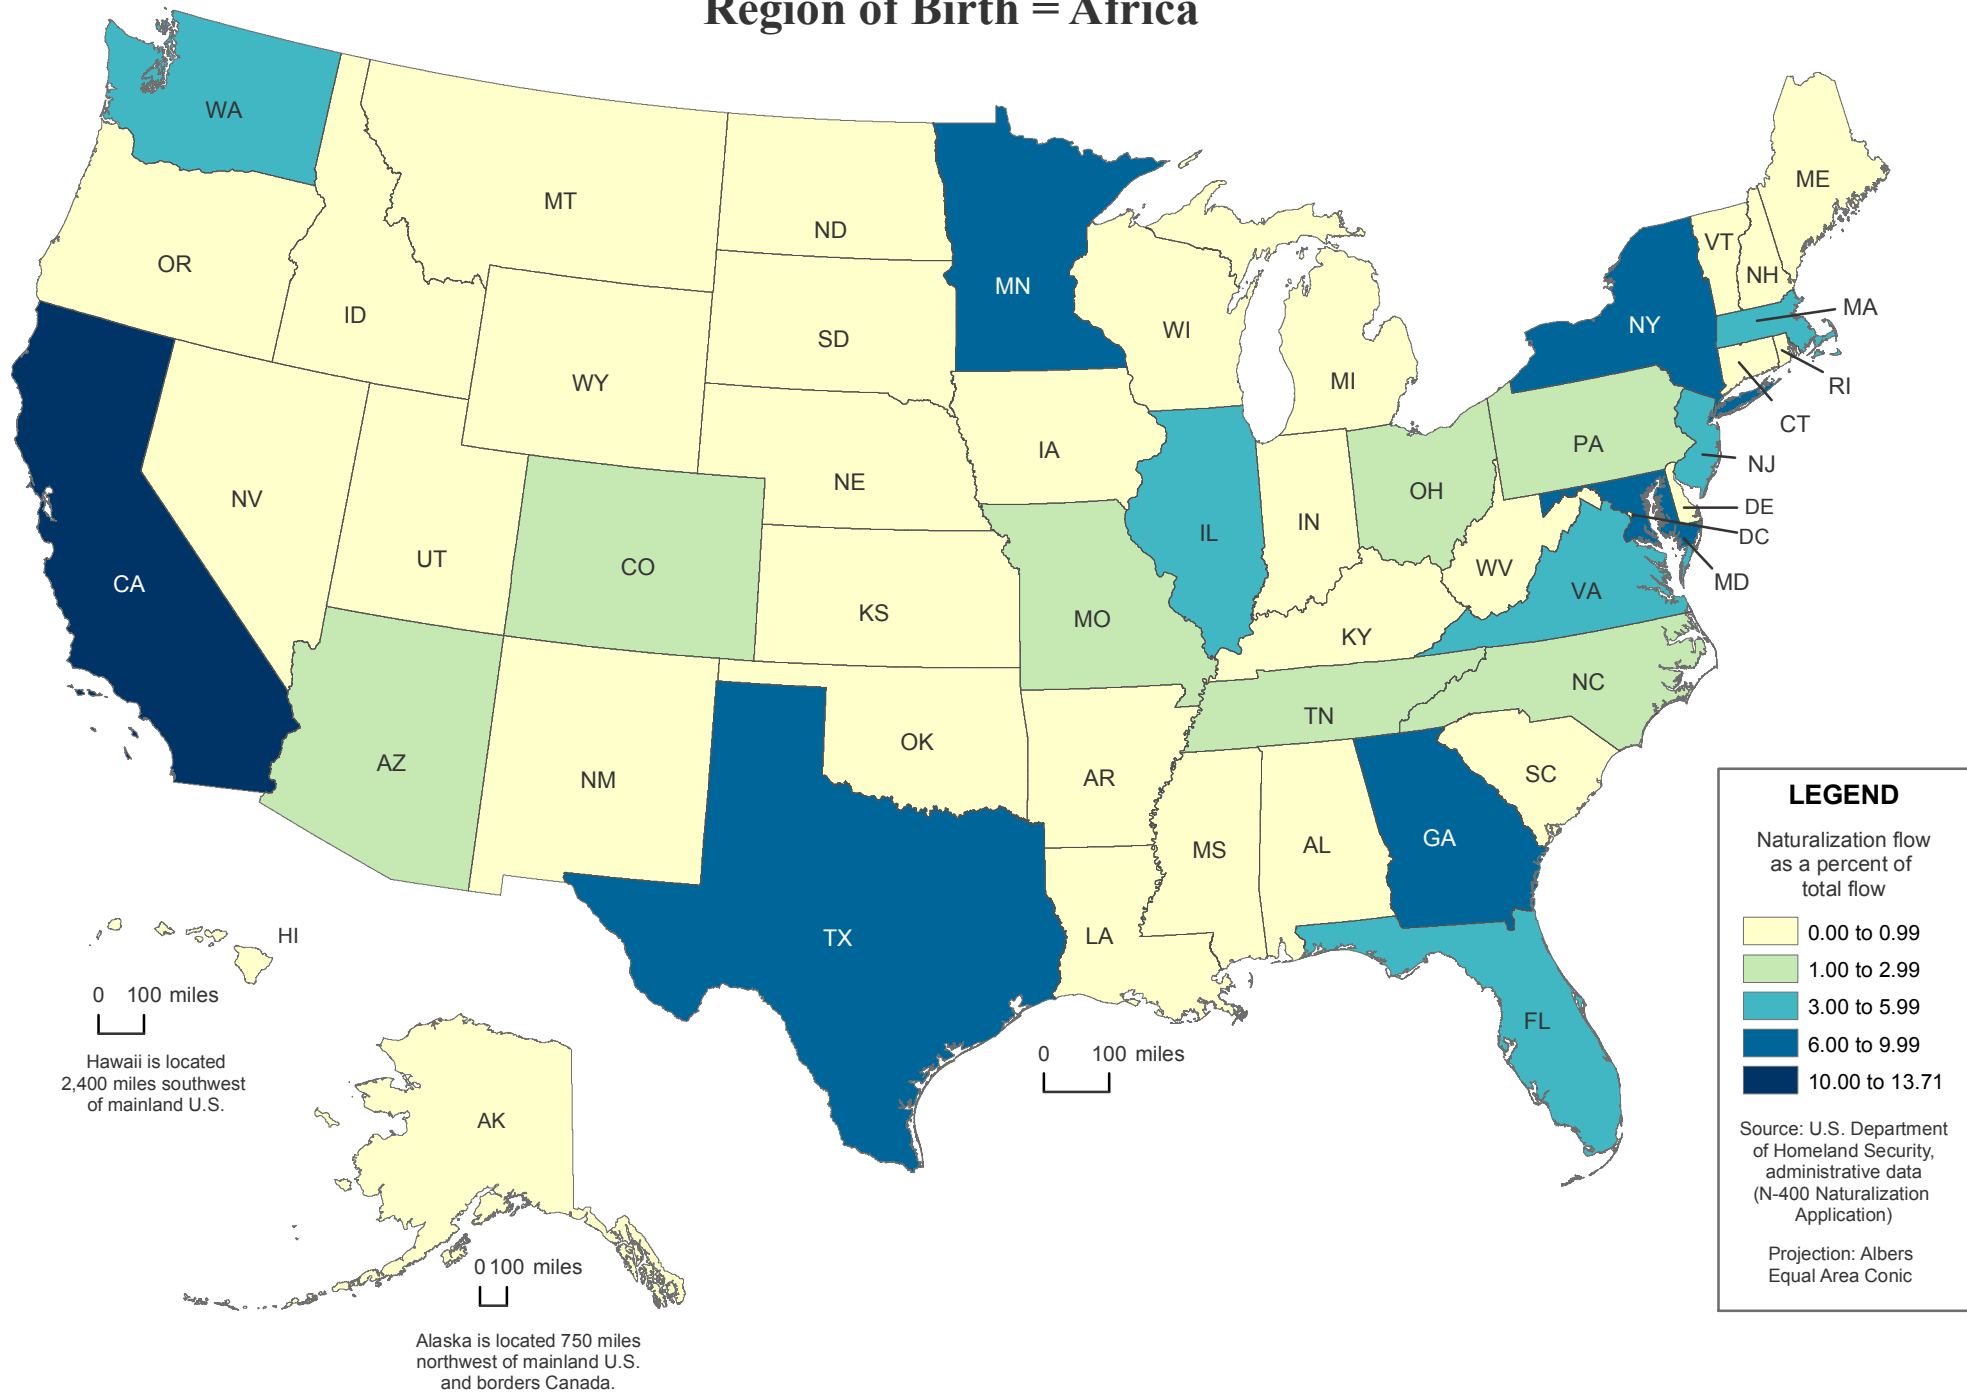 Region of Birth = Africa
WA
OR
MT
ID
ND
SD
WY
NE
NV
UT
CO
CA
KS
AZ
NM
OK
TX
MN
WI
IA
IL
MO
AR
LA
MI
IN
OH
KY
TN
MS
AL
GA
FL
SC
NC
VA
WV
PA
NY
VT
NH
ME
MA
RI
CT
NJ
DE
DC
MD
HI
0 100 miles
Hawaii is located
2,400 miles southwest
of mainland U.S.
AK
0 100 miles
Alaska is located 750 miles
northwest of mainland U.S.
and borders Canada.
0 100 miles
LEGEND
Naturalization flow
as a percent of
total flow
0.00 to 0.99
1.00 to 2.99
3.00 to 5.99
6.00 to 9.99
10.00 to 13.71
Source: U.S. Department
of Homeland Security,
administrative data
(N-400 Naturalization
Application)
Projection: Albers
Equal Area Conic